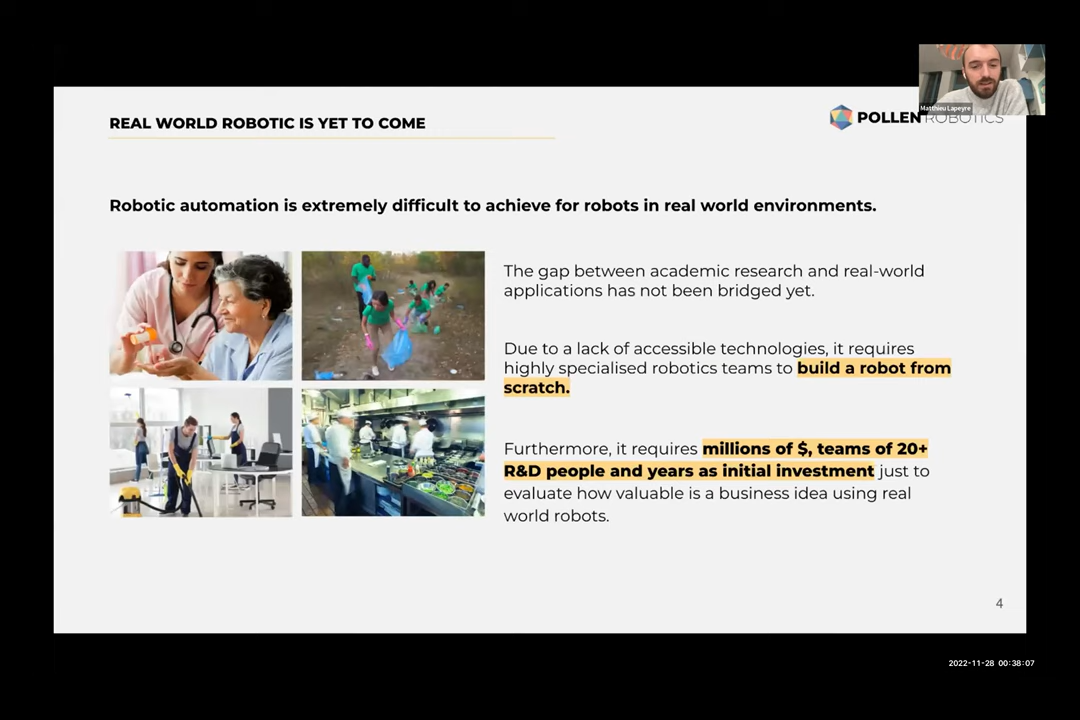 Matthieu Lapeyre
REAL WORLD ROBOTIC IS YET TO COME
POLLEN ROBOTICS
Robotic automation is extremely difficult to achieve for robots in real world environments.
The gap between academic research and real-world
applications has not been bridged yet.
Due to a lack of accessible technologies, it requires
highly specialised robotics teams to build a robot from
scratch.
Furthermore, it requires millions of $, teams of 20+
R&D people and years as initial investment just to
evaluate how valuable is a business idea using real
world robots.
4
2022-11-28 00:38:07